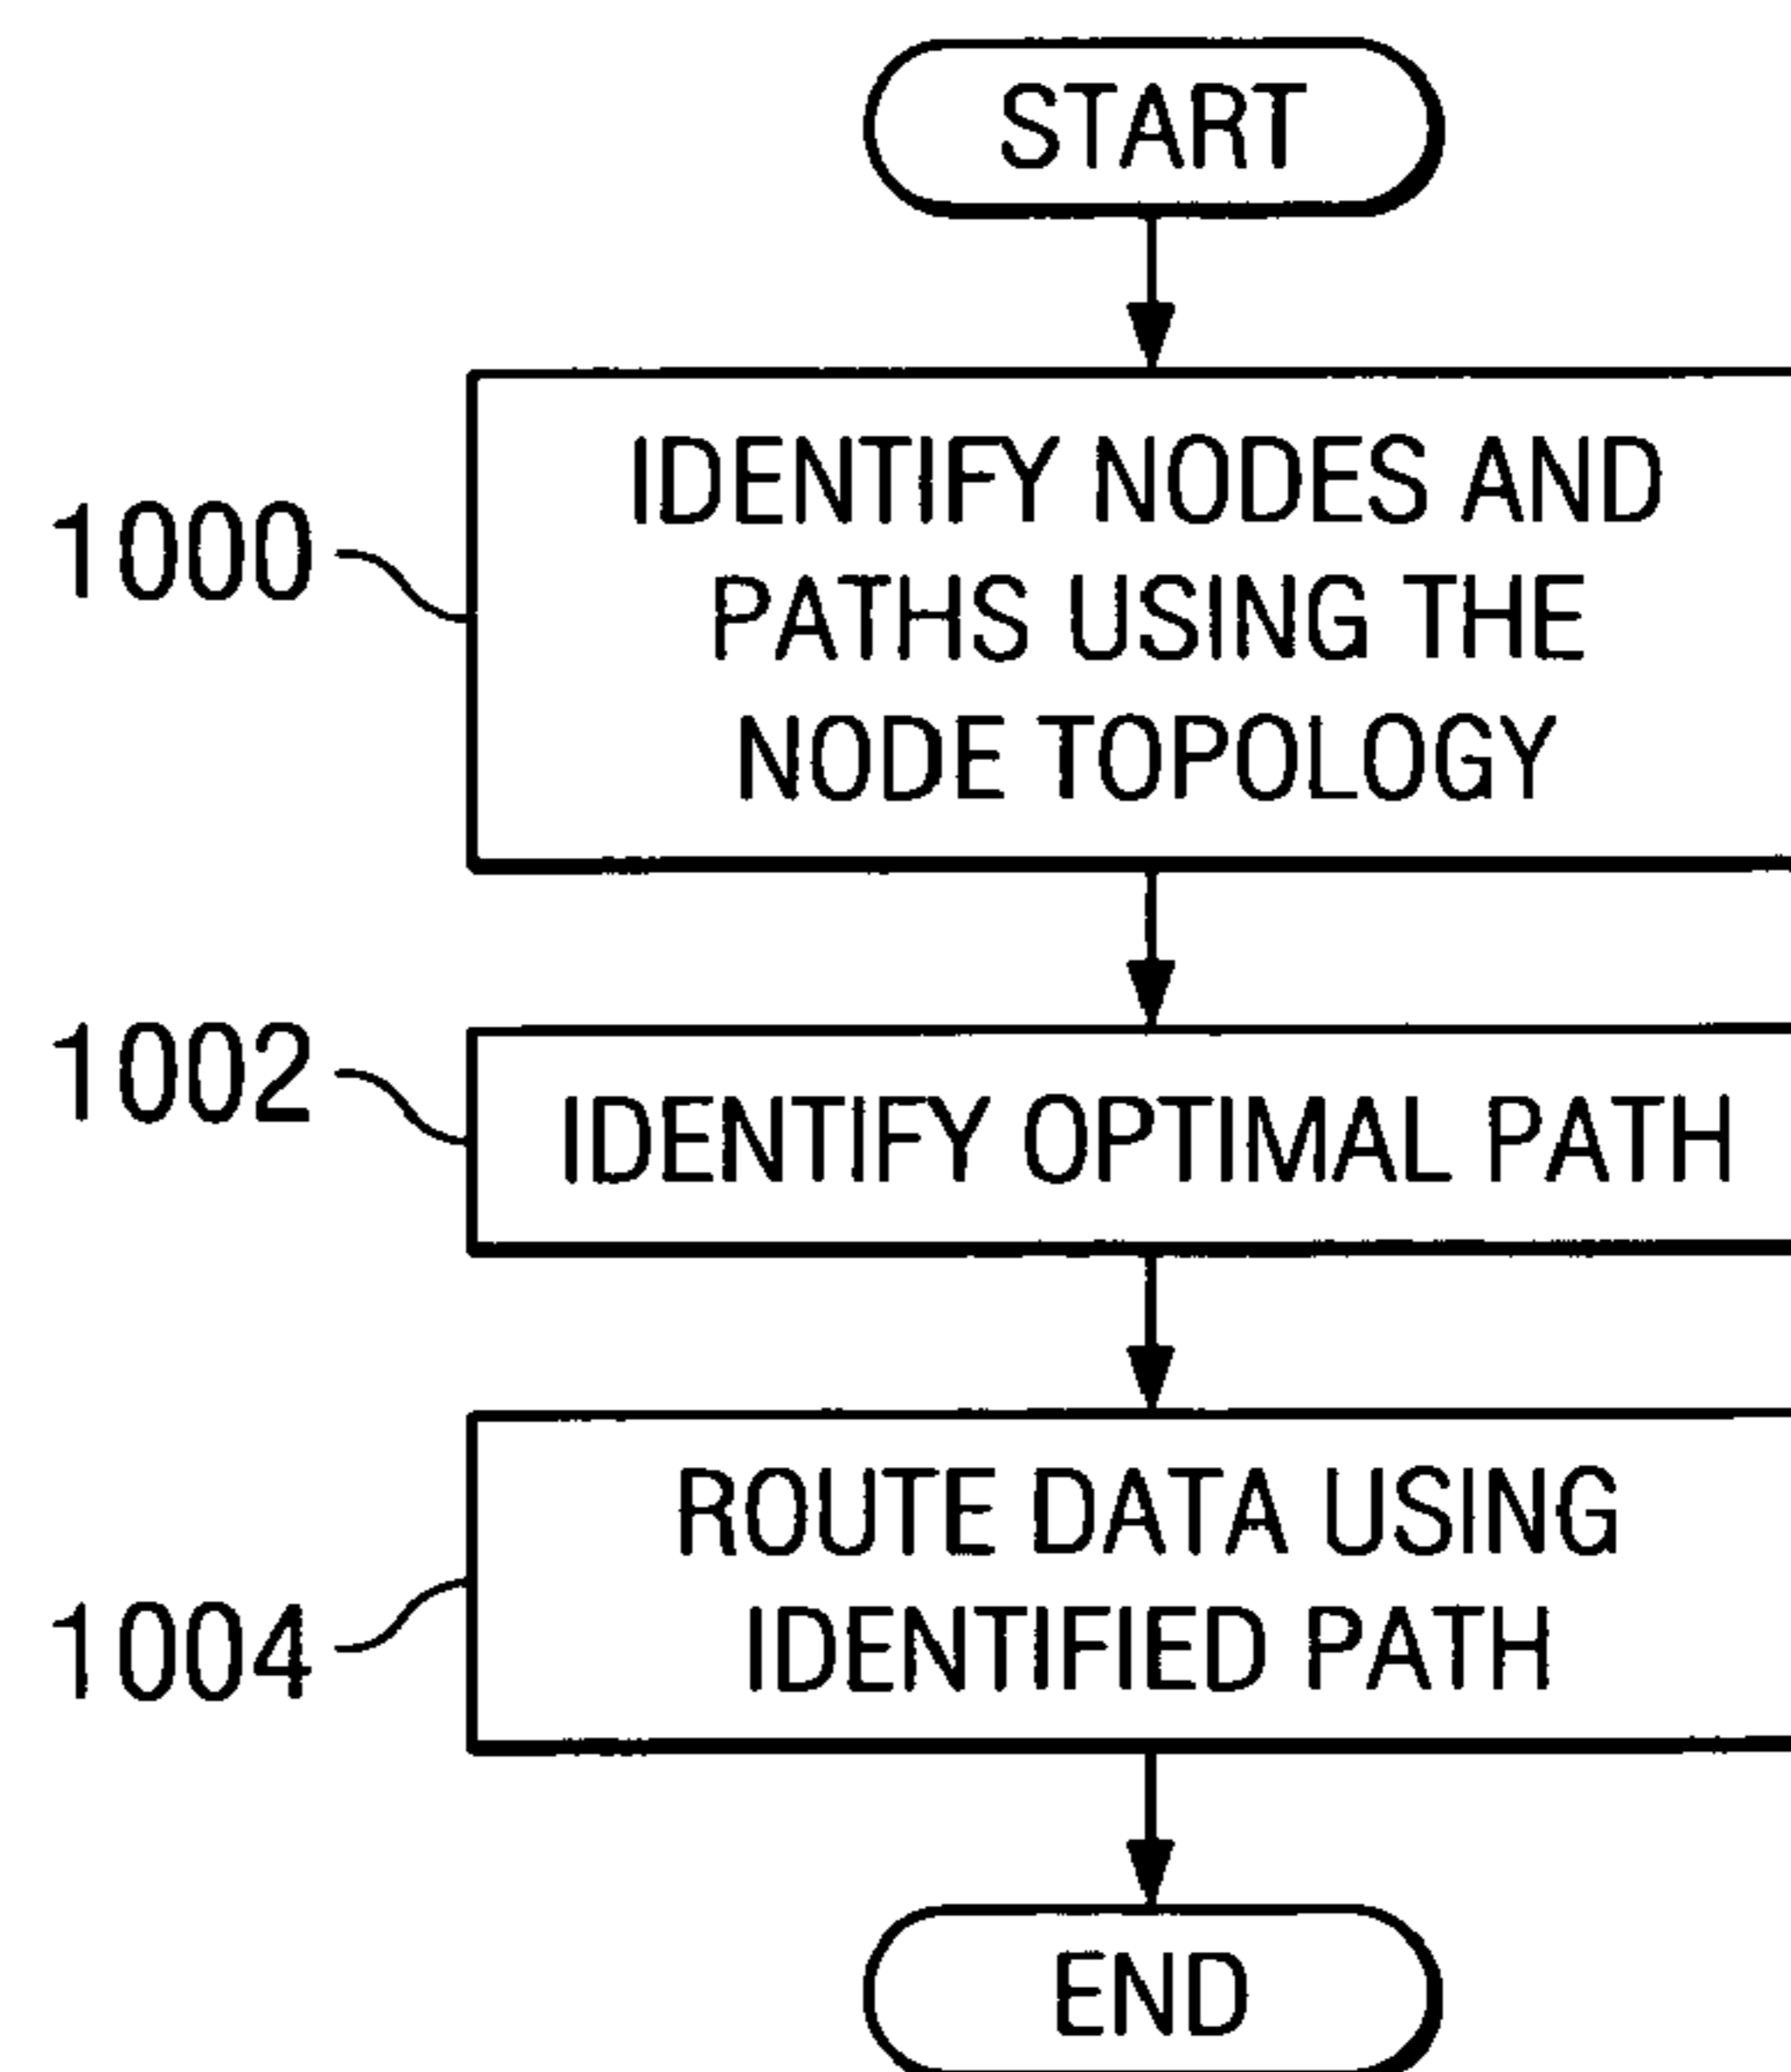 START
1000
IDENTIFY NODES AND
PATHS USING THE
NODE TOPOLOGY
1002
IDENTIFY OPTIMAL PATH
1004
ROUTE DATA USING
IDENTIFIED PATH
END